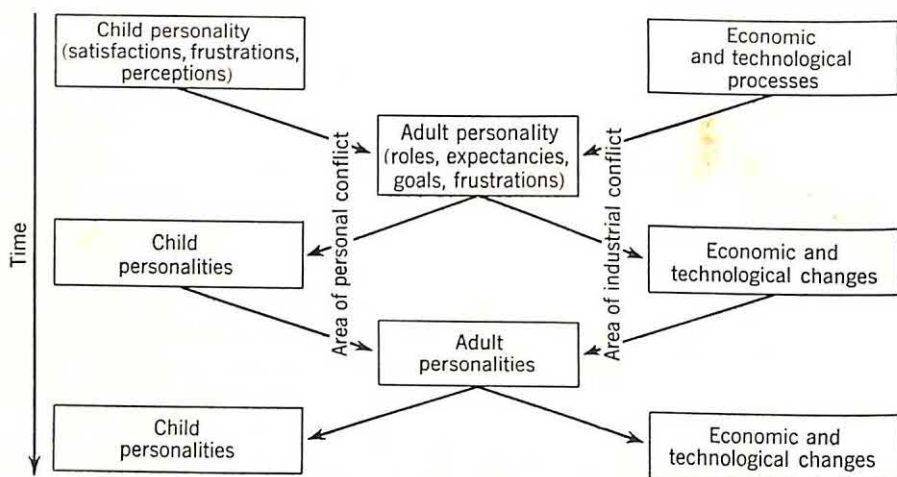 Child personality
(satisfactions, frustrations,
perceptions)
Economic
and technological
processes
Adult personality
(roles, expectancies,
goals, frustrations)
Time
Area of personal conflict
Area of industrial conflict
Child
personalities
Economic and
technological changes
Adult
personalities
Child
personalities
Economic and
technological changes